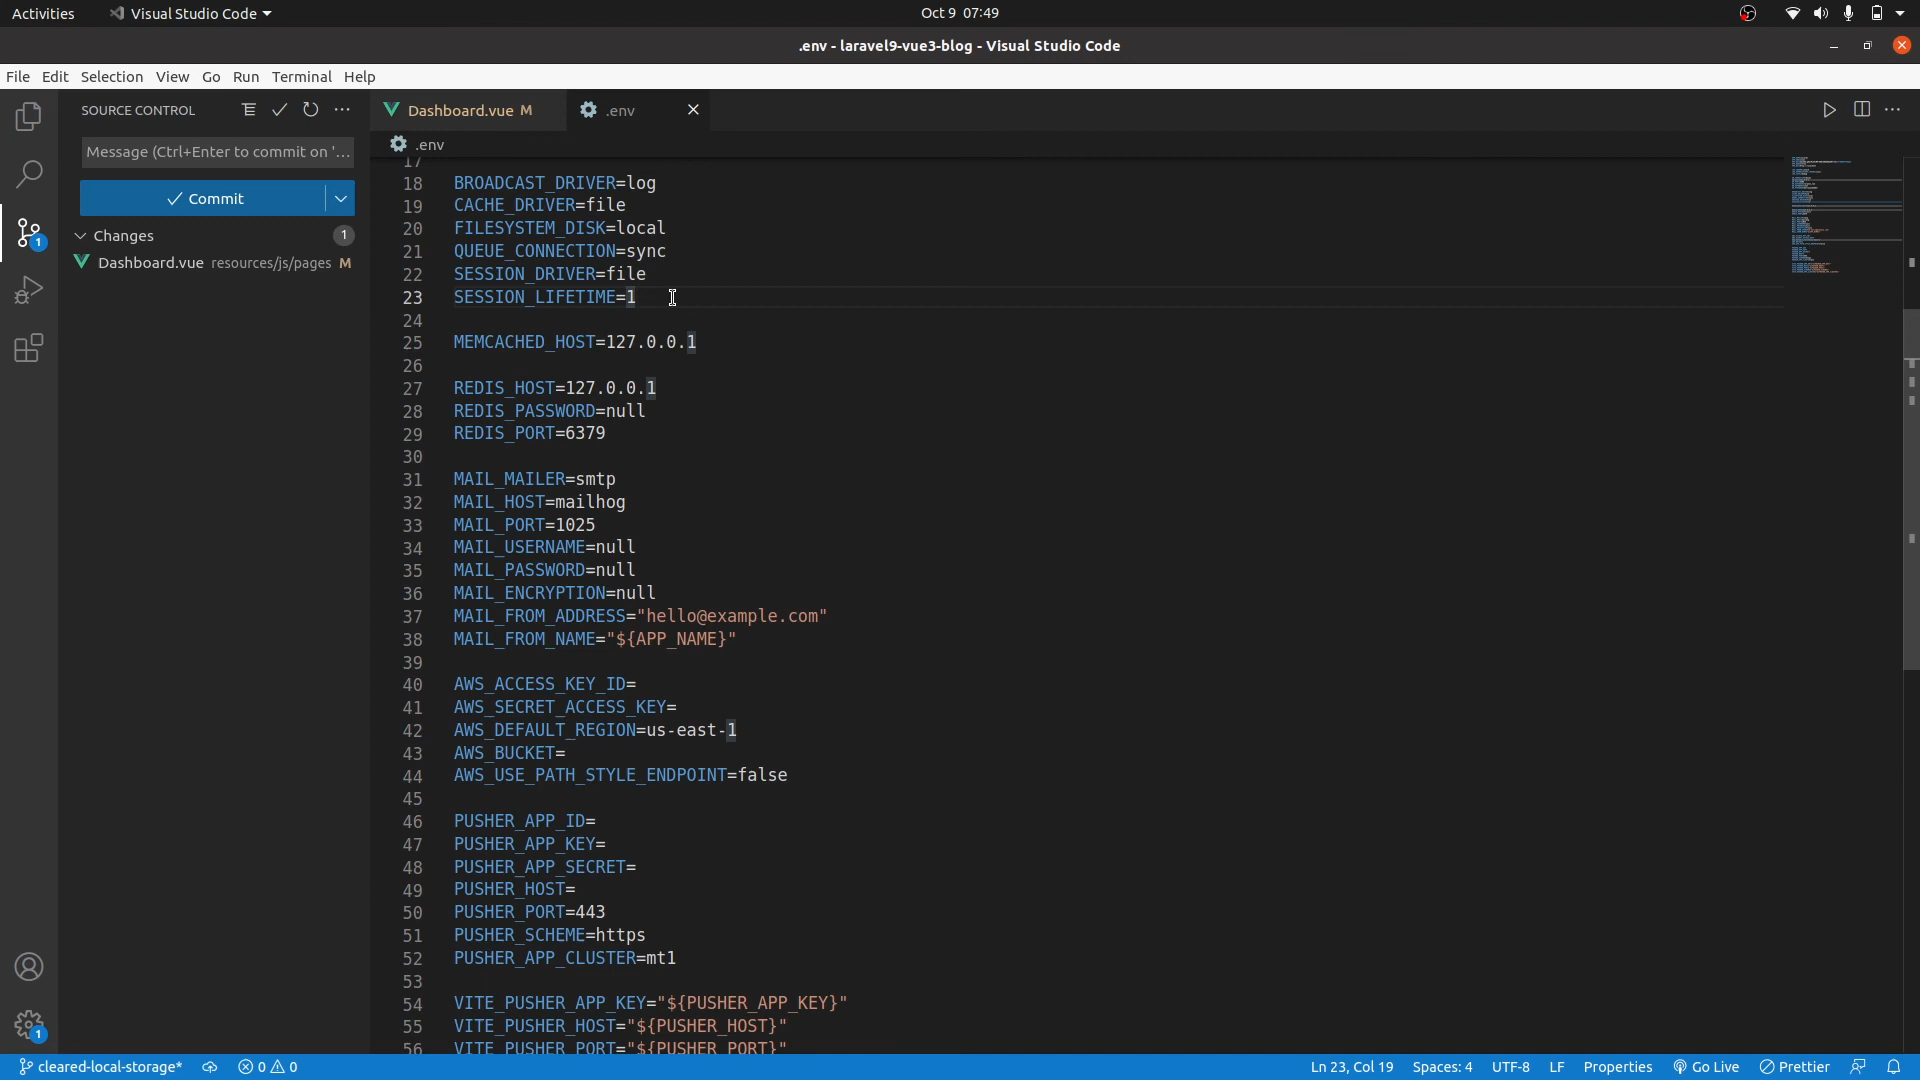 Activities
Visual Studio Code
Oct 9 07:49
.env - laravel9-vue3-blog - Visual Studio Code
File Edit Selection View Go Run Terminal Help
SOURCE CONTROL
Dashboard.vue M
.env
.env
Message (Ctrl+Enter to commit on '...
Commit
Changes
1
Dashboard.vue resources/js/pages M
1
17
18 BROADCAST_DRIVER=log
19 CACHE_DRIVER=file
20 FILESYSTEM_DISK=local
21 QUEUE_CONNECTION=sync
22 SESSION_DRIVER=file
23 SESSION_LIFETIME=1
24
25 MEMCACHED_HOST=127.0.0.1
26
27 REDIS_HOST=127.0.0.1
28 REDIS_PASSWORD=null
29 REDIS_PORT=6379
30
31 MAIL_MAILER=smtp
32 MAIL_HOST=mailhog
33 MAIL_PORT=1025
34 MAIL_USERNAME=null
35 MAIL_PASSWORD=null
36 MAIL_ENCRYPTION=null
37 MAIL_FROM_ADDRESS="hello@example.com"
38 MAIL_FROM_NAME="${APP_NAME}"
39
40 AWS_ACCESS_KEY_ID=
41 AWS_SECRET_ACCESS_KEY=
42 AWS_DEFAULT_REGION=us-east-1
43 AWS_BUCKET=
44 AWS_USE_PATH_STYLE_ENDPOINT=false
45
46 PUSHER_APP_ID=
47 PUSHER_APP_KEY=
48 PUSHER_APP_SECRET=
49 PUSHER_HOST=
50 PUSHER_PORT=443
51 PUSHER_SCHEME=https
52 PUSHER_APP_CLUSTER=mt1
53
54 VITE_PUSHER_APP_KEY="${PUSHER_APP_KEY}"
55 VITE_PUSHER_HOST="${PUSHER_HOST}"
56 VITE_PUSHER_PORT="${PUSHER_PORT}"
1
cleared-local-storage*
0 0
Ln 23, Col 19
Spaces: 4
UTF-8
LF
Properties
Go Live
Prettier